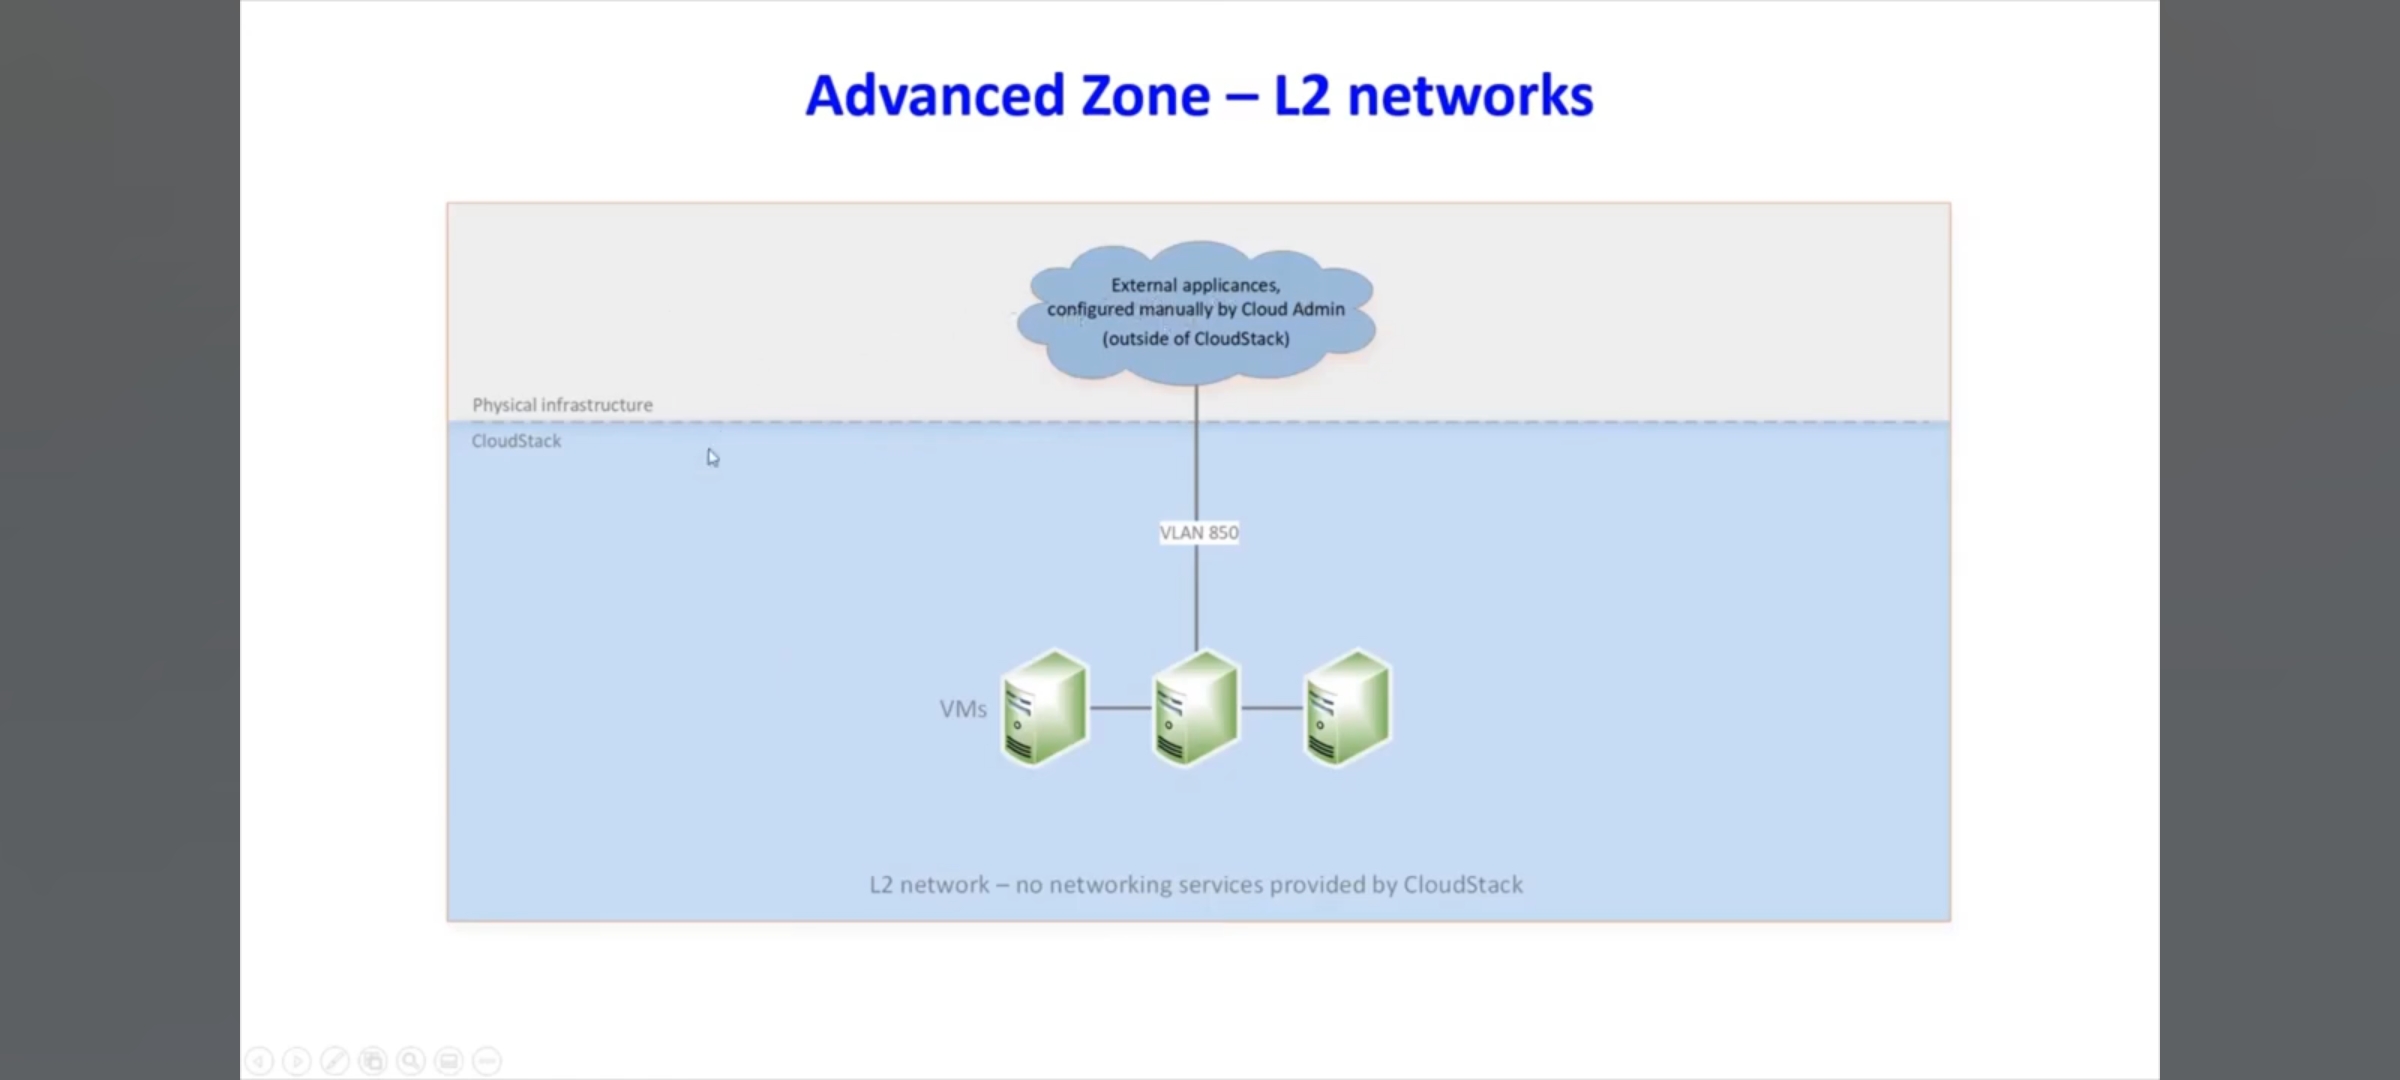 Advanced Zone – L2 networks
External applicances,
configured manually by Cloud Admin
(outside of CloudStack)
Physical infrastructure
CloudStack
VLAN 850
VMs
L2 network – no networking services provided by CloudStack